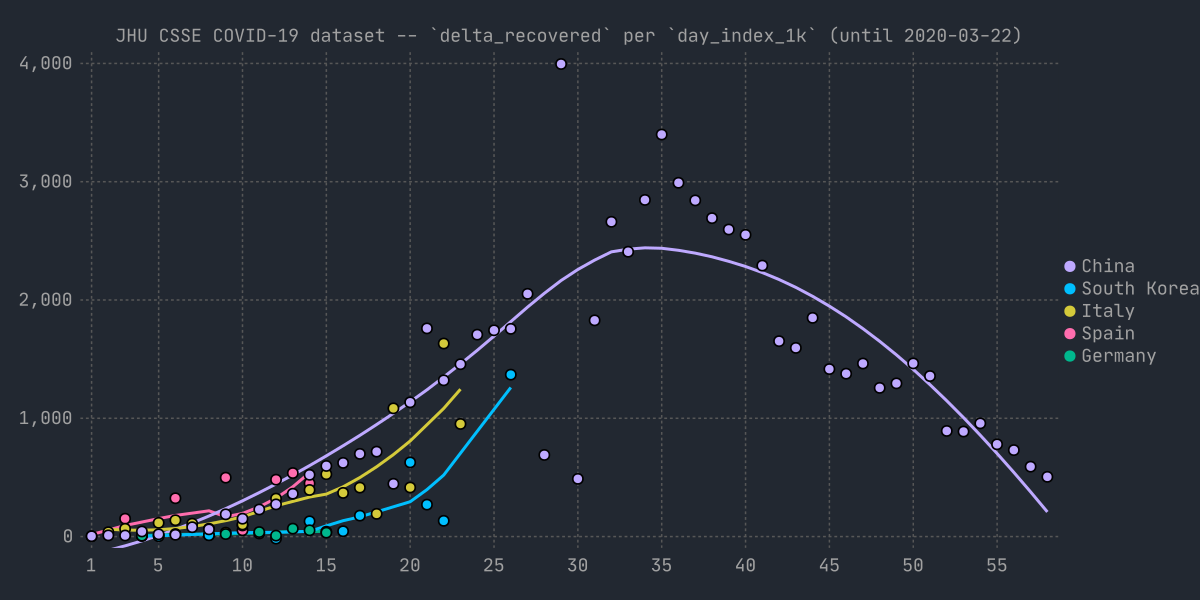 JHU CSSE COVID-19 dataset -- `delta_recovered` per `day_index_1k` (until 2020-03-22)
4,000
3,000
2,000
1,000
0
1 5 10 15 20 25 30 35 40 45 50 55
China
South Korea
Italy
Spain
Germany